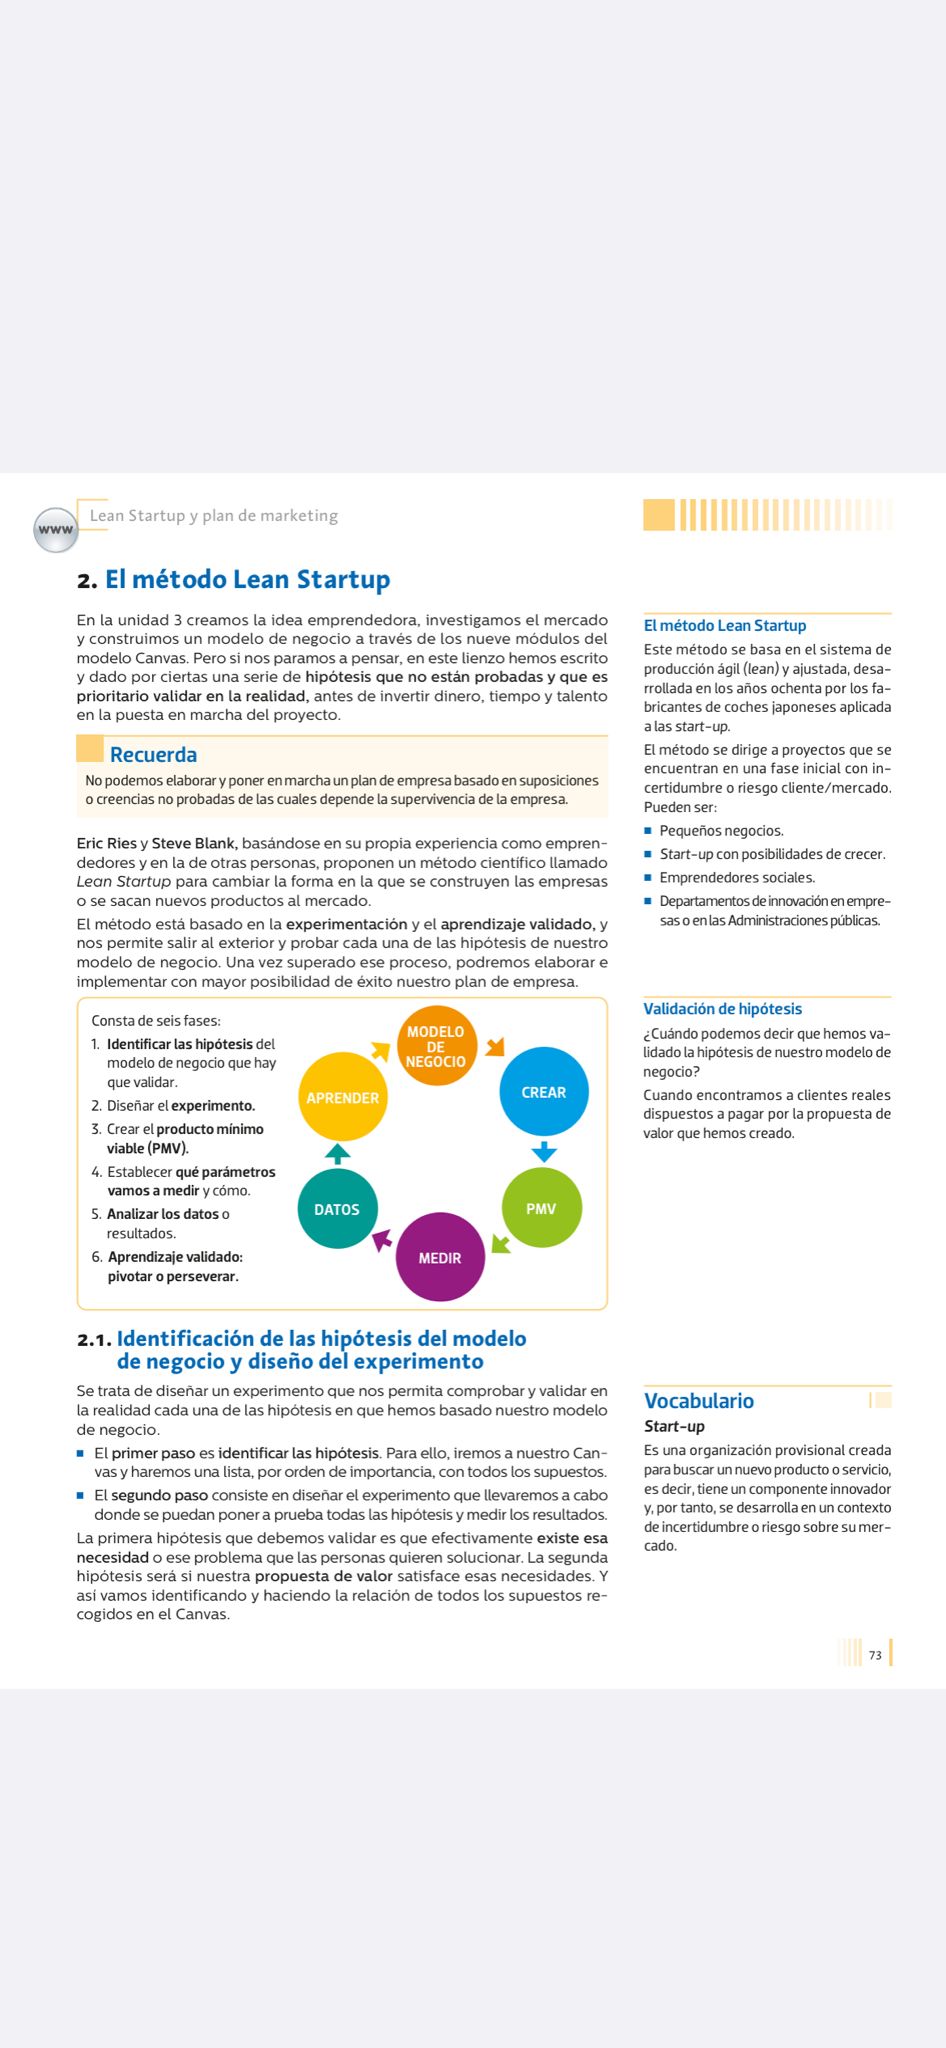 www
Lean Startup y plan de marketing
2. El método Lean Startup
En la unidad 3 creamos la idea emprendedora, investigamos el mercado
y construimos un modelo de negocio a través de los nueve módulos del
modelo Canvas. Pero si nos paramos a pensar, en este lienzo hemos escrito
y dado por ciertas una serie de hipótesis que no están probadas y que es
prioritario validar en la realidad, antes de invertir dinero, tiempo y talento
en la puesta en marcha del proyecto.
Recuerda
No podemos elaborar y poner en marcha un plan de empresa basado en suposiciones
o creencias no probadas de las cuales depende la supervivencia de la empresa.
Eric Ries y Steve Blank, basándose en su propia experiencia como empren-
dedores y en la de otras personas, proponen un método científico llamado
Lean Startup para cambiar la forma en la que se construyen las empresas
o se sacan nuevos productos al mercado.
El método está basado en la experimentación y el aprendizaje validado, y
nos permite salir al exterior y probar cada una de las hipótesis de nuestro
modelo de negocio. Una vez superado ese proceso, podremos elaborar e
implementar con mayor posibilidad de éxito nuestro plan de empresa.
Consta de seis fases:
1. Identificar las hipótesis del
modelo de negocio que hay
que validar.
2. Diseñar el experimento.
3. Crear el producto mínimo
viable (PMV).
4. Establecer qué parámetros
vamos a medir y cómo.
5. Analizar los datos o
resultados.
6. Aprendizaje validado:
pivotar o perseverar.
MODELO
DE
NEGOCIO
CREAR
PMV
MEDIR
DATOS
APRENDER
2.1. Identificación de las hipótesis del modelo
de negocio y diseño del experimento
Se trata de diseñar un experimento que nos permita comprobar y validar en
la realidad cada una de las hipótesis en que hemos basado nuestro modelo
de negocio.
■ El primer paso es identificar las hipótesis. Para ello, iremos a nuestro Can-
vas y haremos una lista, por orden de importancia, con todos los supuestos.
■ El segundo paso consiste en diseñar el experimento que llevaremos a cabo
donde se puedan poner a prueba todas las hipótesis y medir los resultados.
La primera hipótesis que debemos validar es que efectivamente existe esa
necesidad o ese problema que las personas quieren solucionar. La segunda
hipótesis será si nuestra propuesta de valor satisface esas necesidades. Y
así vamos identificando y haciendo la relación de todos los supuestos re-
cogidos en el Canvas.
El método Lean Startup
Este método se basa en el sistema de
producción ágil (lean) y ajustada, desa-
rrollada en los años ochenta por los fa-
bricantes de coches japoneses aplicada
a las start-up.
El método se dirige a proyectos que se
encuentran en una fase inicial con in-
certidumbre o riesgo cliente/mercado.
Pueden ser:
■ Pequeños negocios.
■ Start-up con posibilidades de crecer.
■ Emprendedores sociales.
■ Departamentos de innovación en empre-
sas o en las Administraciones públicas.
Validación de hipótesis
¿Cuándo podemos decir que hemos va-
lidado la hipótesis de nuestro modelo de
negocio?
Cuando encontramos a clientes reales
dispuestos a pagar por la propuesta de
valor que hemos creado.
Vocabulario
Start-up
Es una organización provisional creada
para buscar un nuevo producto o servicio,
es decir, tiene un componente innovador
y, por tanto, se desarrolla en un contexto
de incertidumbre o riesgo sobre su mer-
cado.
73